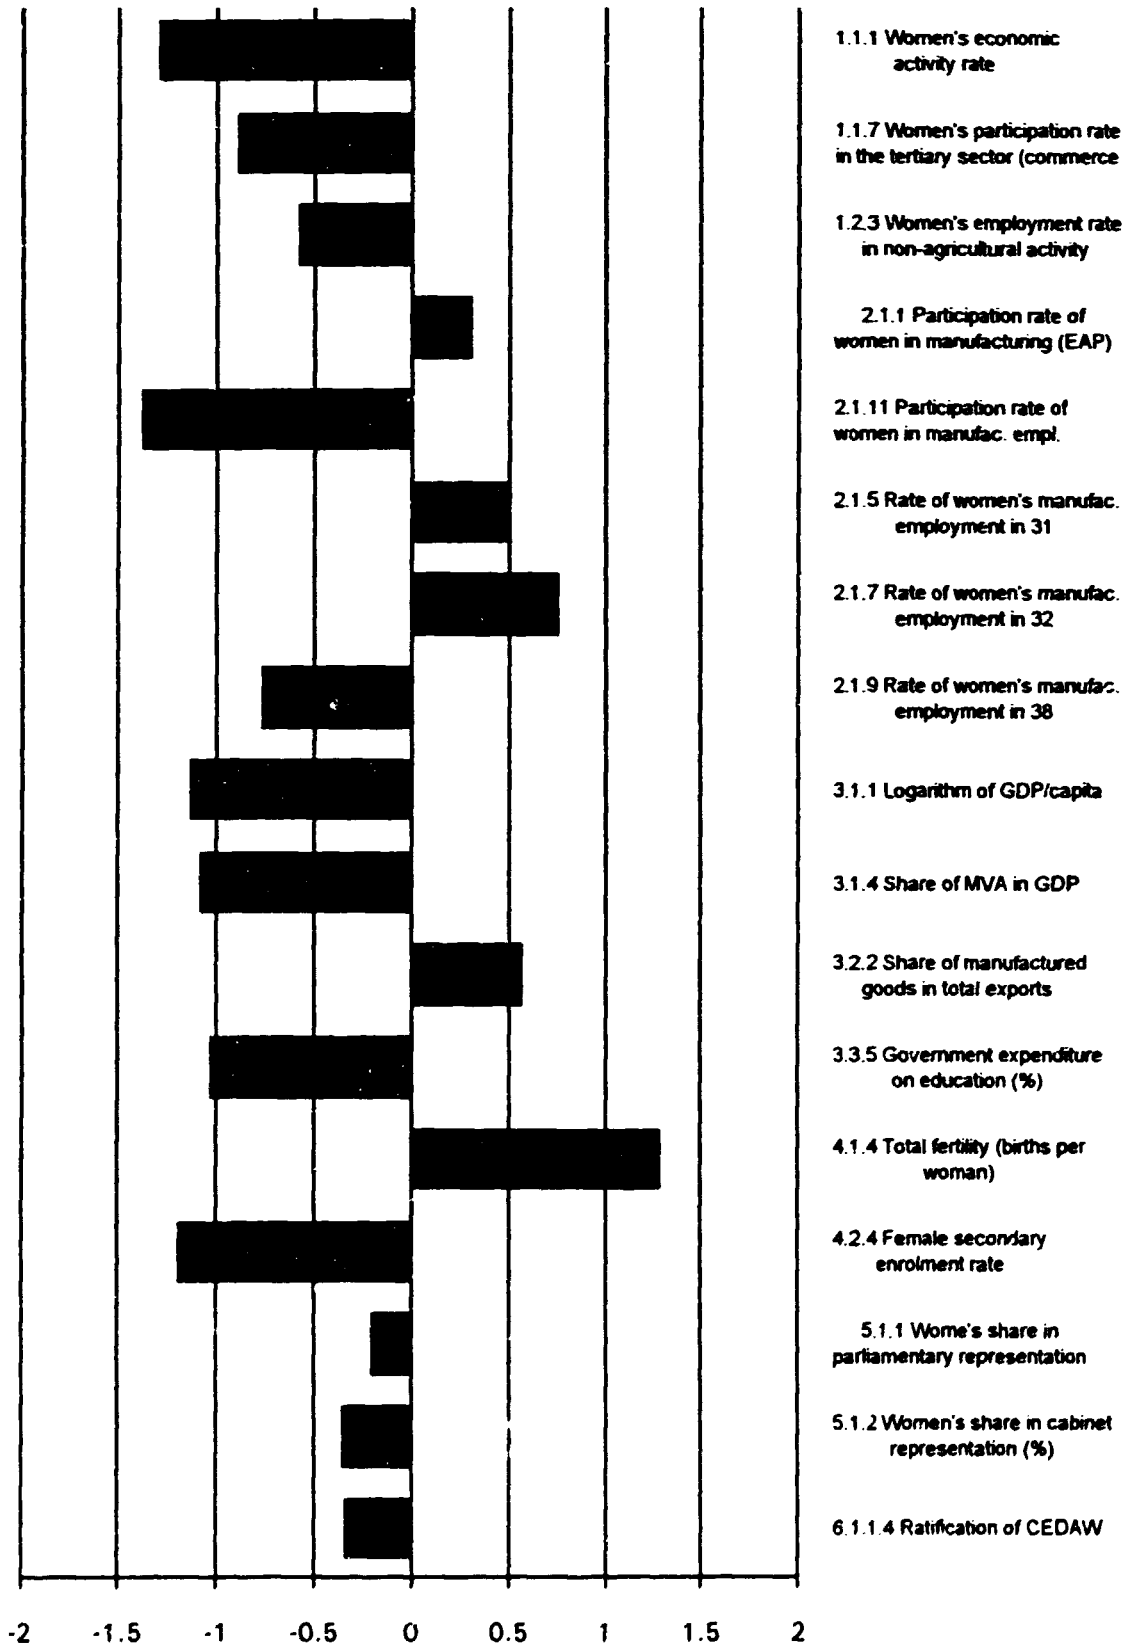 1.1.1 Women's economic
activity rate
1.1.7 Women's participation rate
in the tertiary sector (commerce
1.2.3 Women's employment rate
in non-agricultural activity
2.1.1 Participation rate of
women in manufacturing (EAP)
2.1.11 Participation rate of
women in manufac. empl.
2.1.5 Rate of women's manufac.
employment in 31
2.1.7 Rate of women's manufac.
employment in 32
2.1.9 Rate of women's manufac.
employment in 38
3.1.1 Logarithm of GDP/capita
3.1.4 Share of MVA in GDP
3.2.2 Share of manufactured
goods in total exports
3.3.5 Government expenditure
on education (%)
4.1.4 Total fertility (births per
woman)
4.2.4 Female secondary
enrolment rate
5.1.1 Wome's share in
parliamentary representation
5.1.2 Women's share in cabinet
representation (%)
6.1.1.4 Ratification of CEDAW
-2 -1.5 -1 -0.5 0 0.5 1 1.5 2